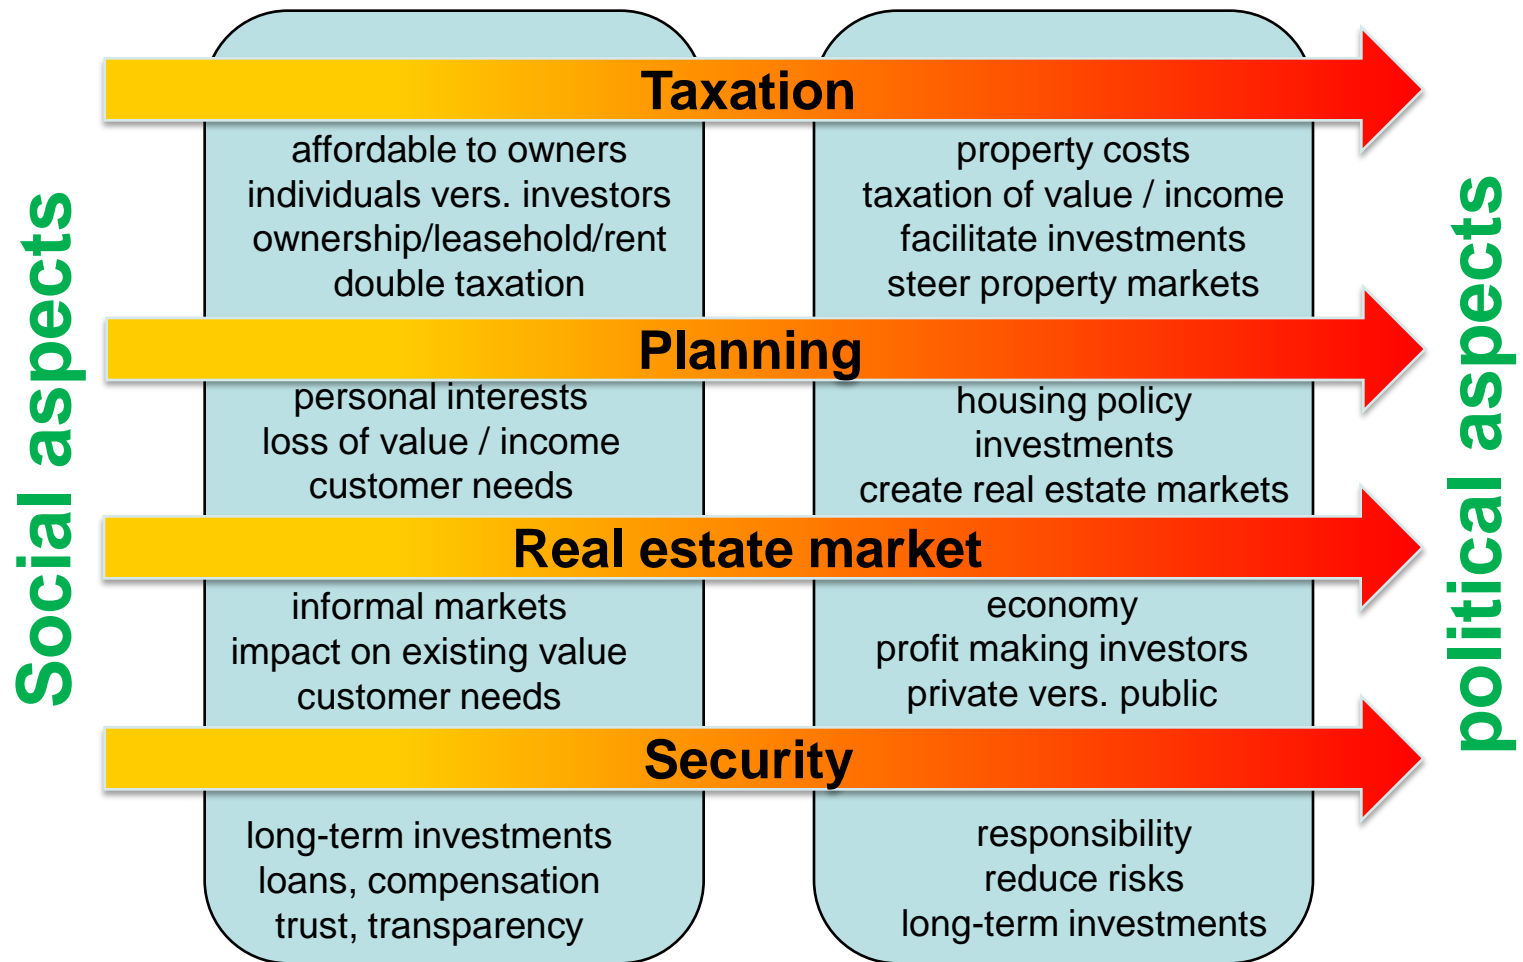 Social aspects
Taxation
affordable to owners
individuals vers. investors
ownership/leasehold/rent
double taxation
property costs
taxation of value / income
facilitate investments
steer property markets
Planning
personal interests
loss of value / income
customer needs
housing policy
investments
create real estate markets
Real estate market
informal markets
impact on existing value
customer needs
economy
profit making investors
private vers. public
Security
long-term investments
loans, compensation
trust, transparency
responsibility
reduce risks
long-term investments
political aspects